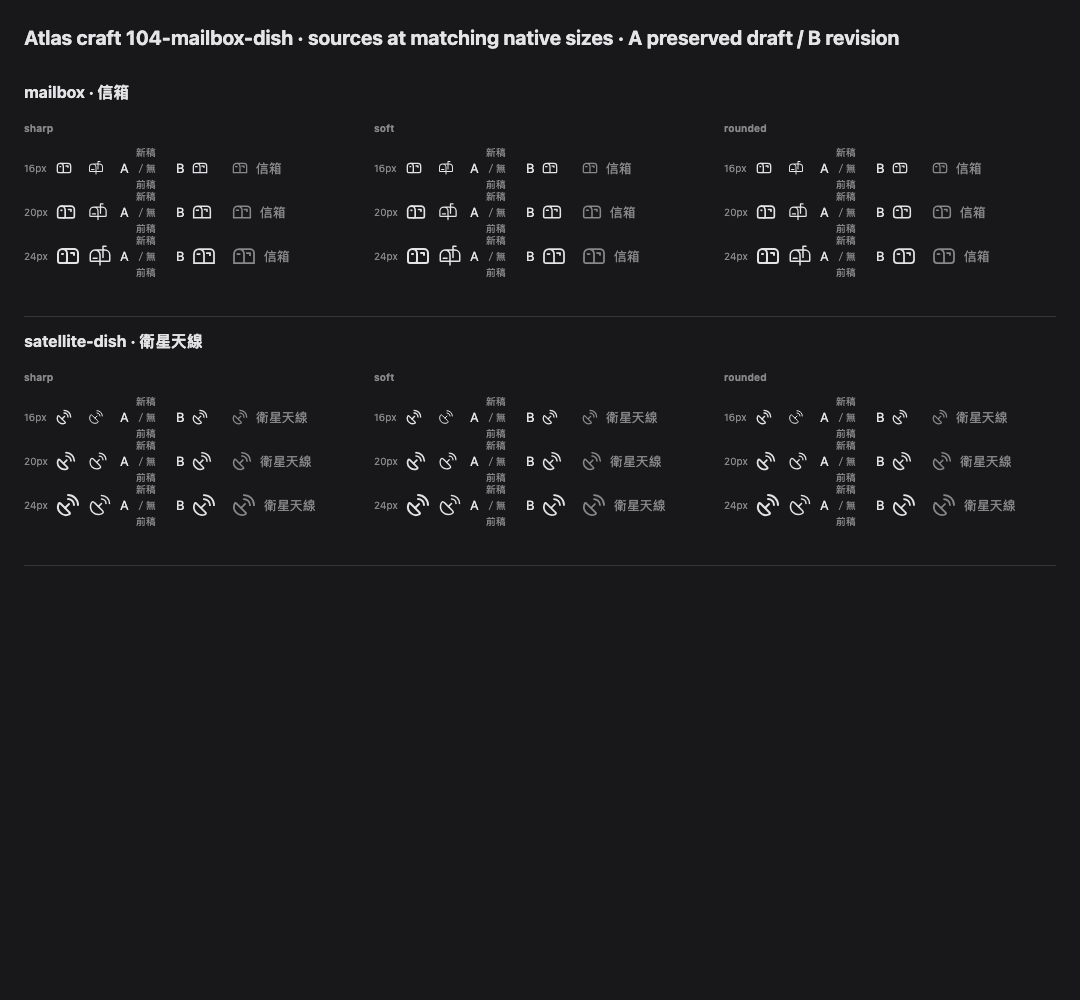 Atlas craft 104-mailbox-dish · sources at matching native sizes · A preserved draft / B revision
mailbox · 信箱
sharp
soft
rounded
16px A 新稿 / 無前稿 B 信箱
16px A 新稿 / 無前稿 B 信箱
16px A 新稿 / 無前稿 B 信箱
20px A 新稿 / 無前稿 B 信箱
20px A 新稿 / 無前稿 B 信箱
20px A 新稿 / 無前稿 B 信箱
24px A 新稿 / 無前稿 B 信箱
24px A 新稿 / 無前稿 B 信箱
24px A 新稿 / 無前稿 B 信箱
satellite-dish · 衛星天線
sharp
soft
rounded
16px A 新稿 / 無前稿 B 衛星天線
16px A 新稿 / 無前稿 B 衛星天線
16px A 新稿 / 無前稿 B 衛星天線
20px A 新稿 / 無前稿 B 衛星天線
20px A 新稿 / 無前稿 B 衛星天線
20px A 新稿 / 無前稿 B 衛星天線
24px A 新稿 / 無前稿 B 衛星天線
24px A 新稿 / 無前稿 B 衛星天線
24px A 新稿 / 無前稿 B 衛星天線